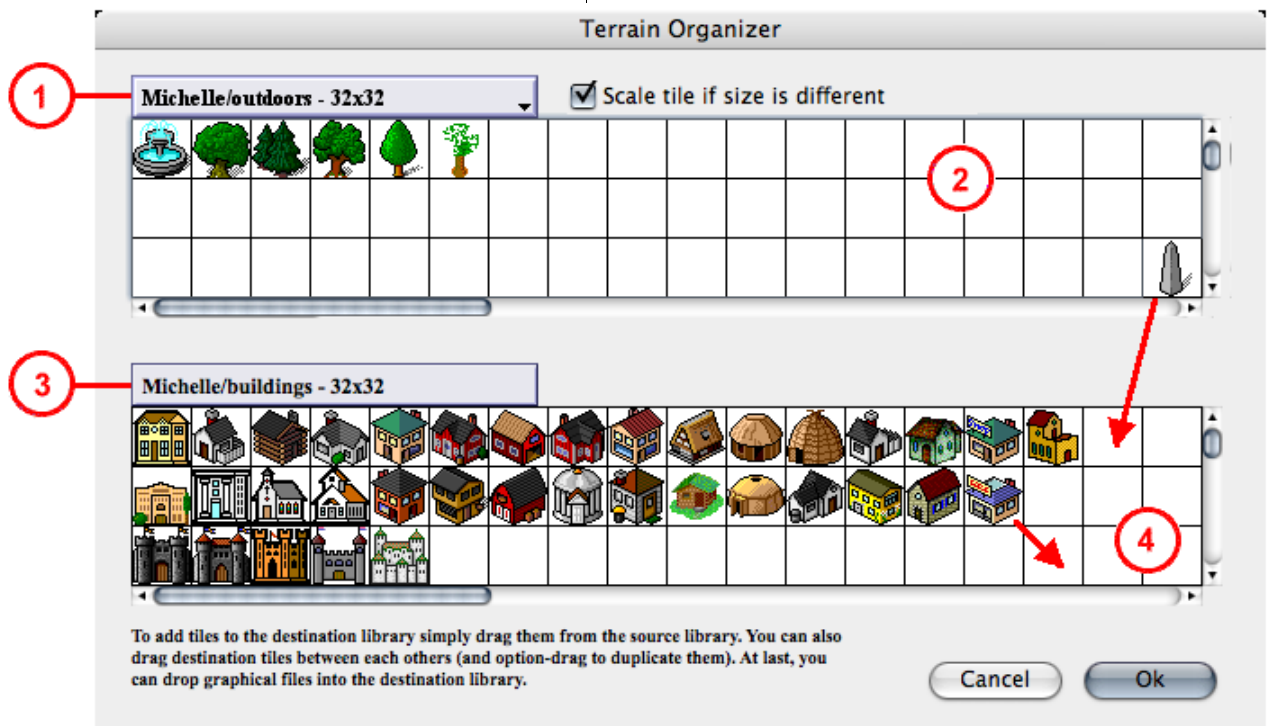 Terrain Organizer
1
Michelle/outdoors - 32x32
Scale tile if size is different
2
3
Michelle/buildings - 32x32
4
To add tiles to the destination library simply drag them from the source library. You can also
drag destination tiles between each others (and option-drag to duplicate them). At last, you
can drop graphical files into the destination library.
Cancel
Ok